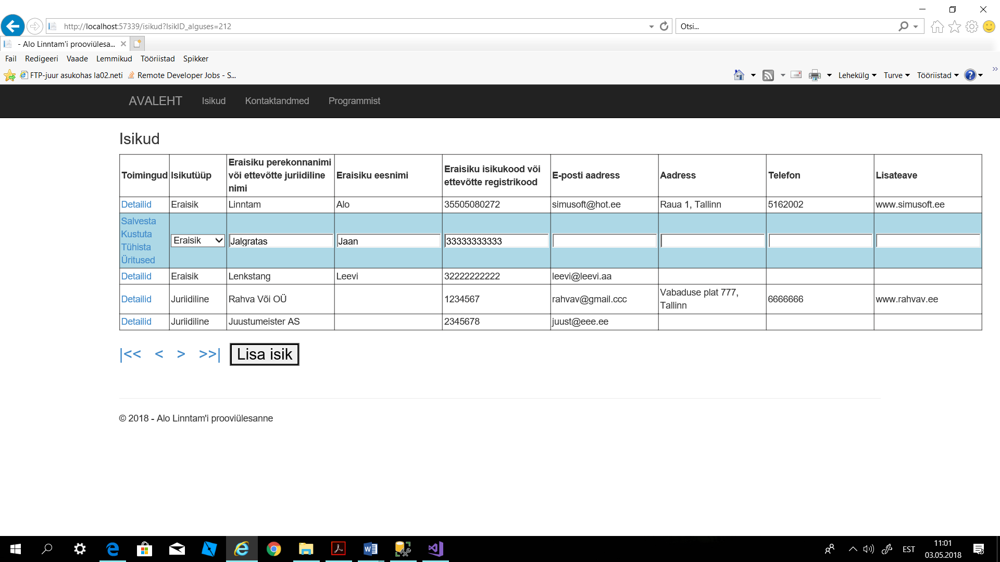 http://localhost:57339/isikud?IsikID_alguses=212
Otsi...
- Alo Linntam'i prooviülesa...
Fail Redigeeri Vaade Lemmikud Tööriistad Spikker
FTP-juur asukohas la02.neti Remote Developer Jobs - S...
Lehekülg Turve Tööriistad
AVALEHT Isikud Kontaktandmed Programmist
Isikud
Toimingud Isikutüüp Eraisiku perekonnanimi või ettevõtte juriidiline nimi Eraisiku eesnimi Eraisiku isikukood või ettevõtte registrikood E-posti aadress Aadress Telefon Lisateave
Detailid Eraisik Linntam Alo 35505080272 simusoft@hot.ee Raua 1, Tallinn 5162002 www.simusoft.ee
Salvesta
Kustuta
Tühista
Üritused
Eraisik Jalgratas Jaan 33333333333
Detailid Eraisik Lenkstang Leevi 32222222222 leevi@leevi.aa
Detailid Juriidiline Rahva Või OÜ 1234567 rahvav@gmail.ccc Vabaduse plat 777, Tallinn 6666666 www.rahvav.ee
Detailid Juriidiline Juustumeister AS 2345678 juust@eee.ee
|<< < > >>| Lisa isik
© 2018 - Alo Linntam'i prooviülesanne
EST
11:01
03.05.2018